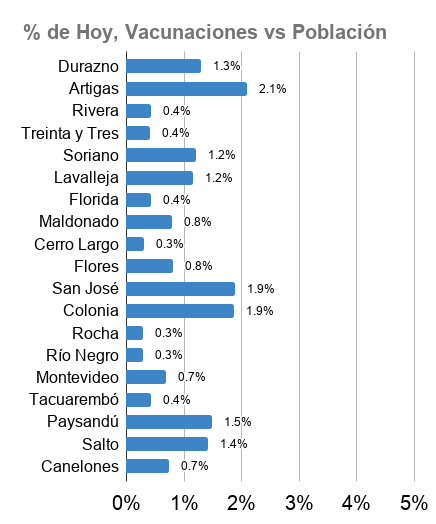 % de Hoy, Vacunaciones vs Población
Durazno 1.3%
Artigas 2.1%
Rivera 0.4%
Treinta y Tres 0.4%
Soriano 1.2%
Lavalleja 1.2%
Florida 0.4%
Maldonado 0.8%
Cerro Largo 0.3%
Flores 0.8%
San José 1.9%
Colonia 1.9%
Rocha 0.3%
Río Negro 0.3%
Montevideo 0.7%
Tacuarembó 0.4%
Paysandú 1.5%
Salto 1.4%
Canelones 0.7%
0% 1% 2% 3% 4% 5%